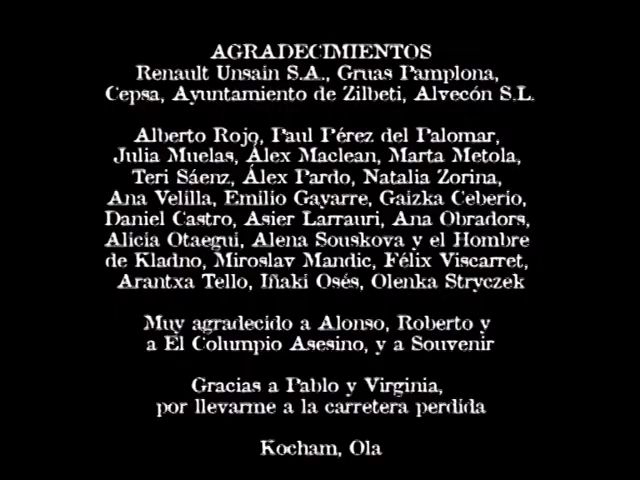 AGRADECIMIENTOS
Renault Unsain S.A., Gruas Pamplona,
Cepsa, Ayuntamiento de Zilbeti, Alvecón S.L.
Alberto Rojo, Paul Pérez del Palomar,
Julia Muelas, Álex Maclean, Marta Metola,
Teri Sáenz, Álex Pardo, Natalia Zorina,
Ana Velilla, Emilio Gayarre, Gaizka Ceberio,
Daniel Castro, Asier Larrauri, Ana Obradors,
Alicia Otaegui, Alena Souskova y el Hombre
de Kladno, Miroslav Mandic, Félix Viscarret,
Arantxa Tello, Iñaki Osés, Olenka Stryczek
Muy agradecido a Alonso, Roberto y
a El Columpio Asesino, y a Souvenir
Gracias a Pablo y Virginia,
por llevarme a la carretera perdida
Kocham, Ola